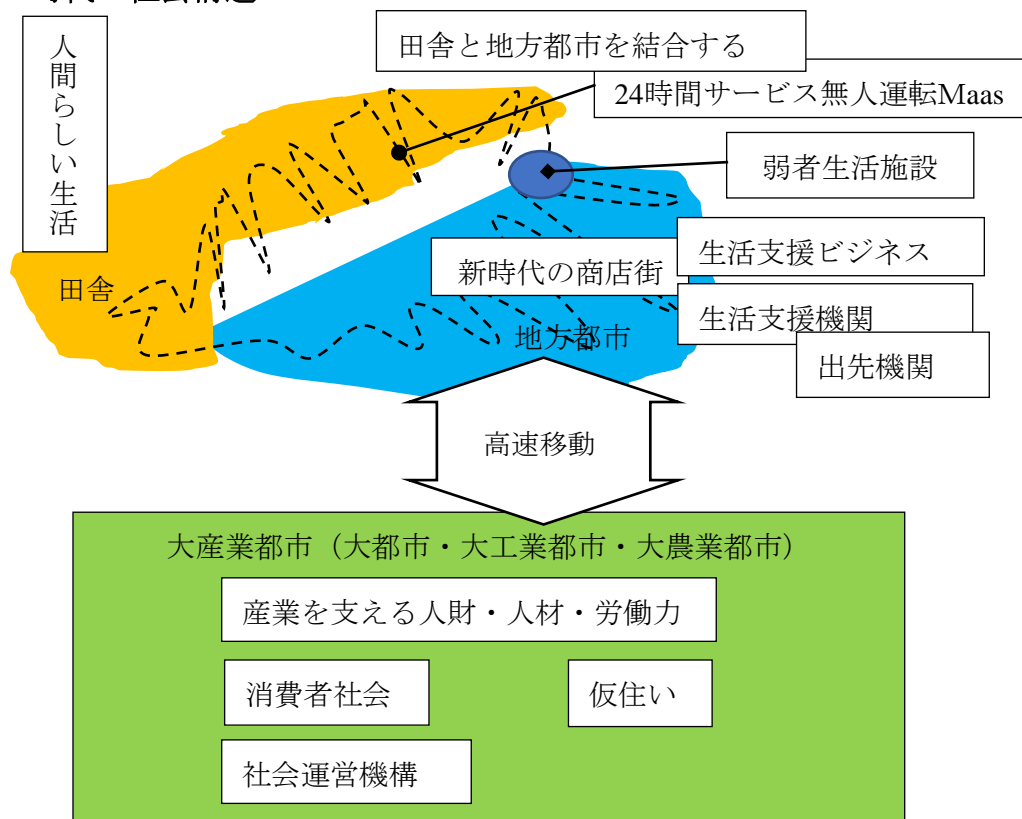 人間らしい生活
田舎と地方都市を結合する
24時間サービス無人運転Maas
弱者生活施設
田舎
新時代の商店街
生活支援ビジネス
生活支援機関
地方都市
出先機関
高速移動
大産業都市（大都市・大工業都市・大農業都市）
産業を支える人財・人材・労働力
消費者社会
仮住い
社会運営機構